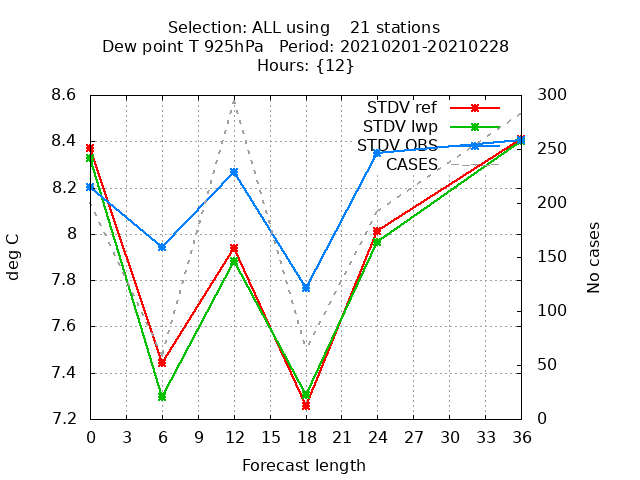 Selection: ALL using    21 stations
Dew point T 925hPa   Period: 20210201-20210228
Hours: {12}
STDV ref
STDV lwp
STDV OBS
CASES
8.6
8.4
8.2
8
7.8
7.6
7.4
7.2
deg C
300
250
200
150
100
50
0
No cases
0 3 6 9 12 15 18 21 24 27 30 33 36
Forecast length